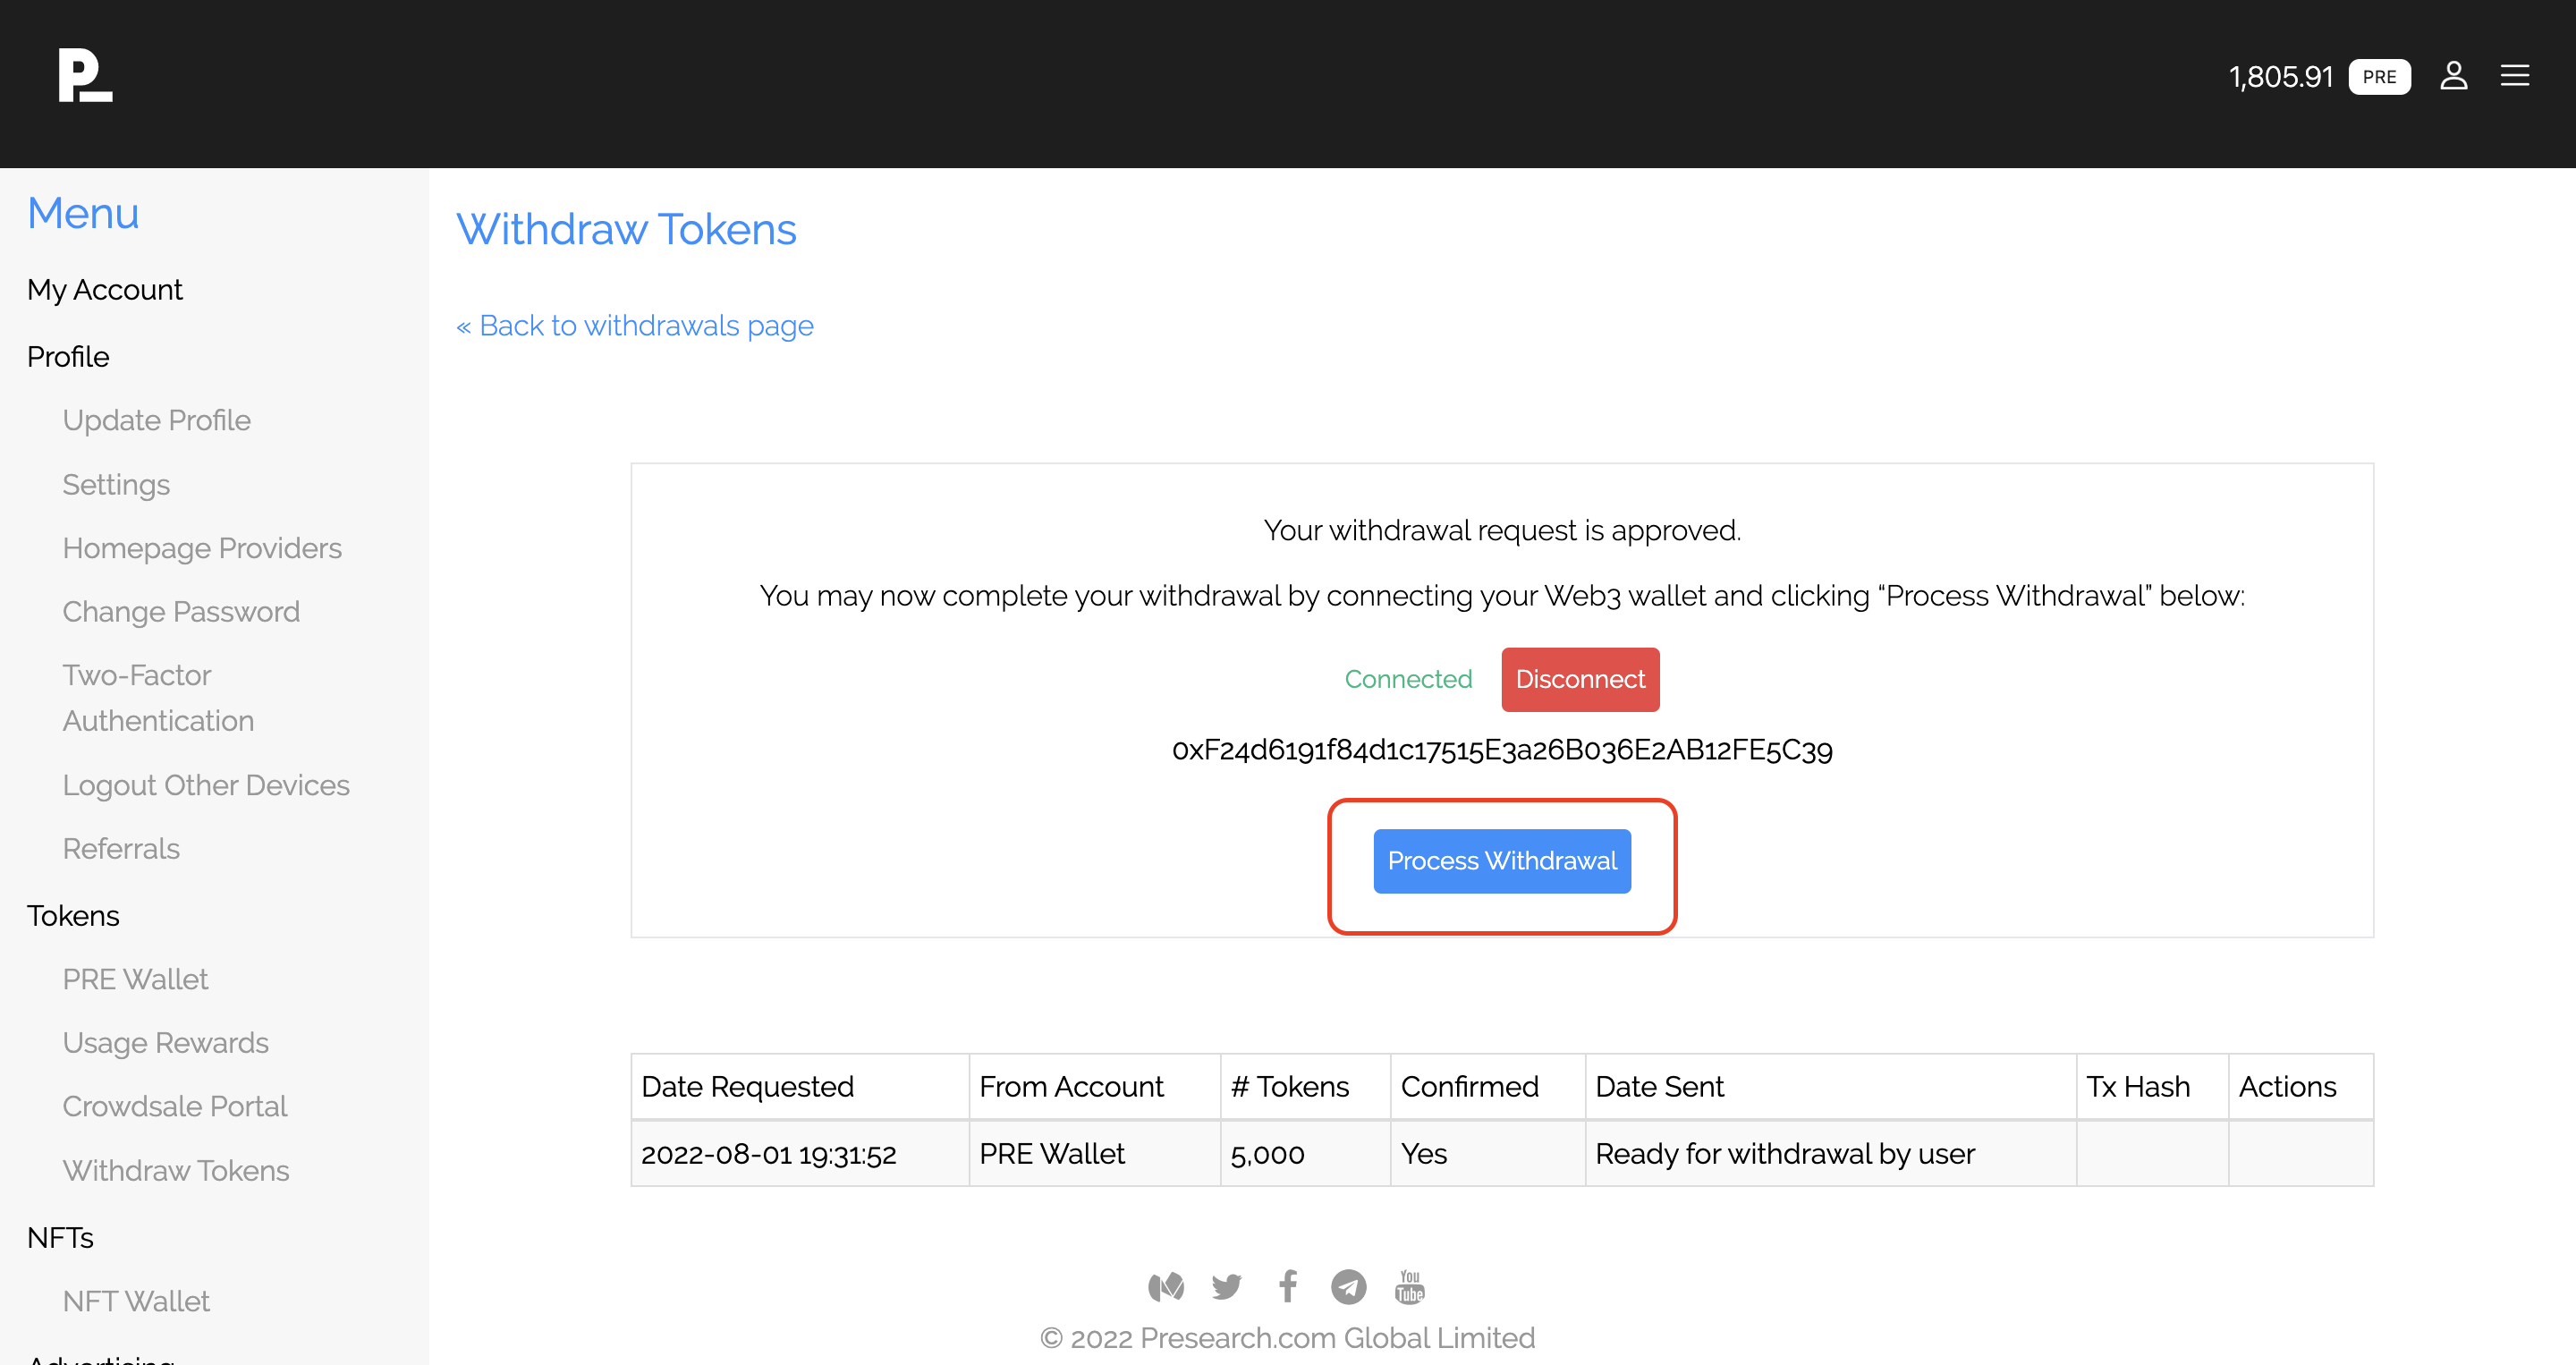 P_
1,805.91 PRE
Menu
My Account
Profile
Update Profile
Settings
Homepage Providers
Change Password
Two-Factor
Authentication
Logout Other Devices
Referrals
Tokens
PRE Wallet
Usage Rewards
Crowdsale Portal
Withdraw Tokens
NFTs
NFT Wallet
Advertising
Withdraw Tokens
« Back to withdrawals page
Your withdrawal request is approved.
You may now complete your withdrawal by connecting your Web3 wallet and clicking “Process Withdrawal” below:
Connected Disconnect
0xF24d6191f84d1c17515E3a26B036E2AB12FE5C39
Process Withdrawal
Date Requested From Account # Tokens Confirmed Date Sent Tx Hash Actions
2022-08-01 19:31:52 PRE Wallet 5,000 Yes Ready for withdrawal by user
You
Tube
© 2022 Presearch.com Global Limited